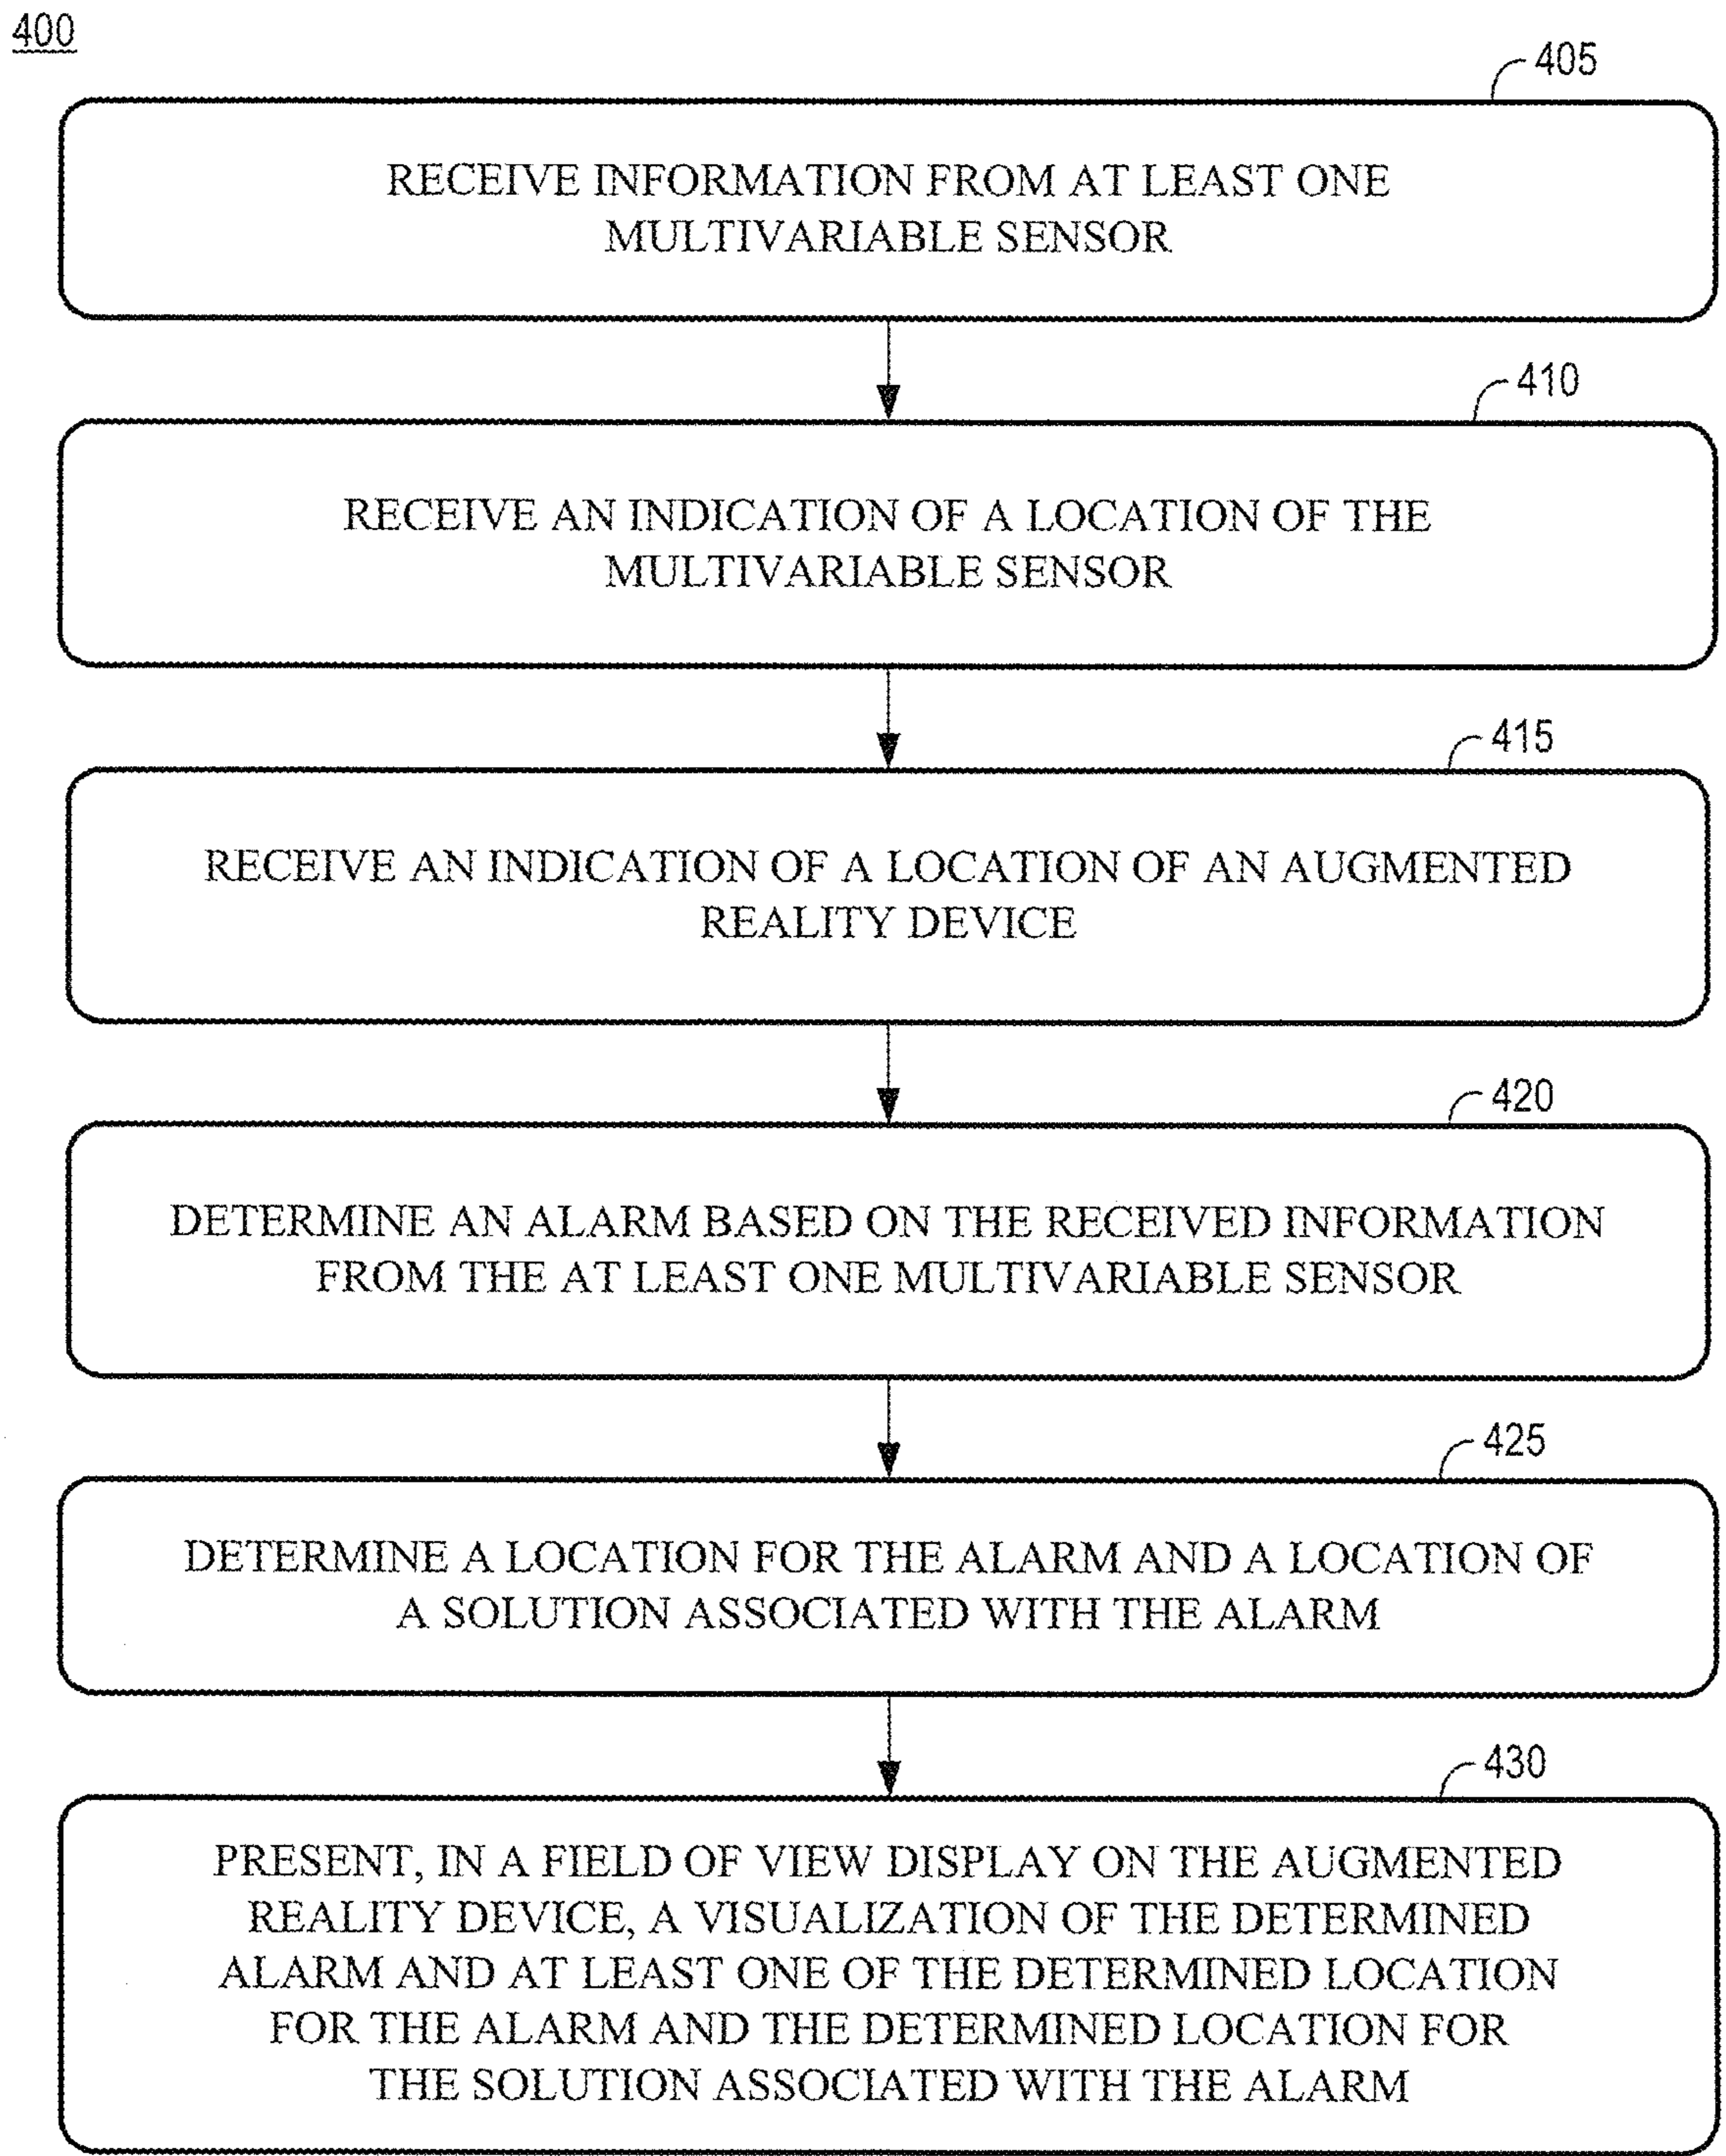 400
405
RECEIVE INFORMATION FROM AT LEAST ONE
MULTIVARIABLE SENSOR
410
RECEIVE AN INDICATION OF A LOCATION OF THE
MULTIVARIABLE SENSOR
415
RECEIVE AN INDICATION OF A LOCATION OF AN AUGMENTED
REALITY DEVICE
420
DETERMINE AN ALARM BASED ON THE RECEIVED INFORMATION
FROM THE AT LEAST ONE MULTIVARIABLE SENSOR
425
DETERMINE A LOCATION FOR THE ALARM AND A LOCATION OF
A SOLUTION ASSOCIATED WITH THE ALARM
430
PRESENT, IN A FIELD OF VIEW DISPLAY ON THE AUGMENTED
REALITY DEVICE, A VISUALIZATION OF THE DETERMINED
ALARM AND AT LEAST ONE OF THE DETERMINED LOCATION
FOR THE ALARM AND THE DETERMINED LOCATION FOR
THE SOLUTION ASSOCIATED WITH THE ALARM